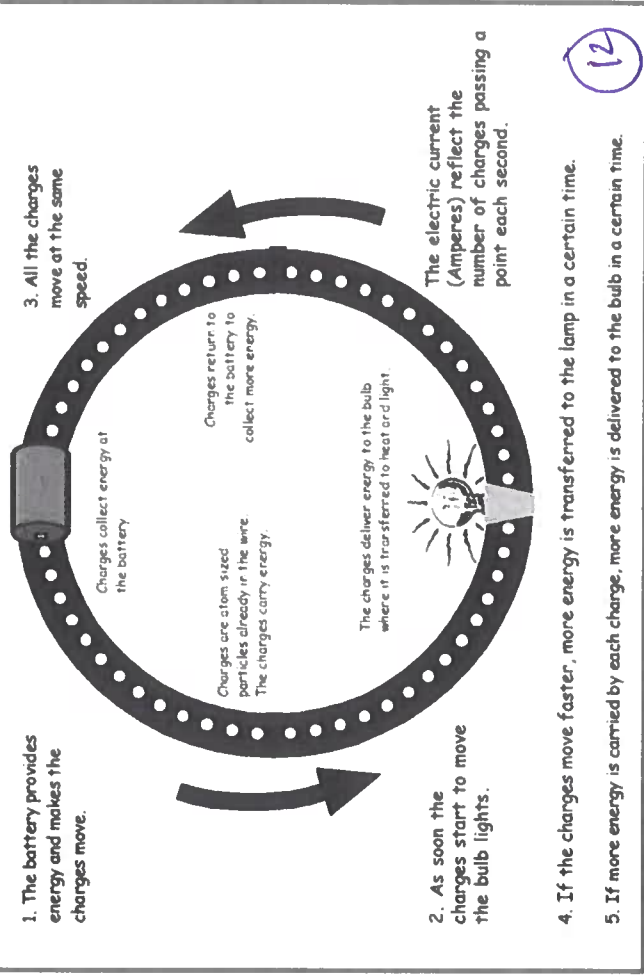 1. The battery provides
energy and makes the
charges move.
3. All the charges
move at the same
speed.
Charges collect energy at
the battery
Charges are atom sized
particles already in the wire.
The charges carry energy.
Charges return to
the battery to
collect more energy.
The charges deliver energy to the bulb
where it is transferred to heat and light.
2. As soon the
charges start to move
the bulb lights.
The electric current
(Amperes) reflect the
number of charges passing a
point each second.
4. If the charges move faster, more energy is transferred to the lamp in a certain time.
5. If more energy is carried by each charge, more energy is delivered to the bulb in a certain time.
12